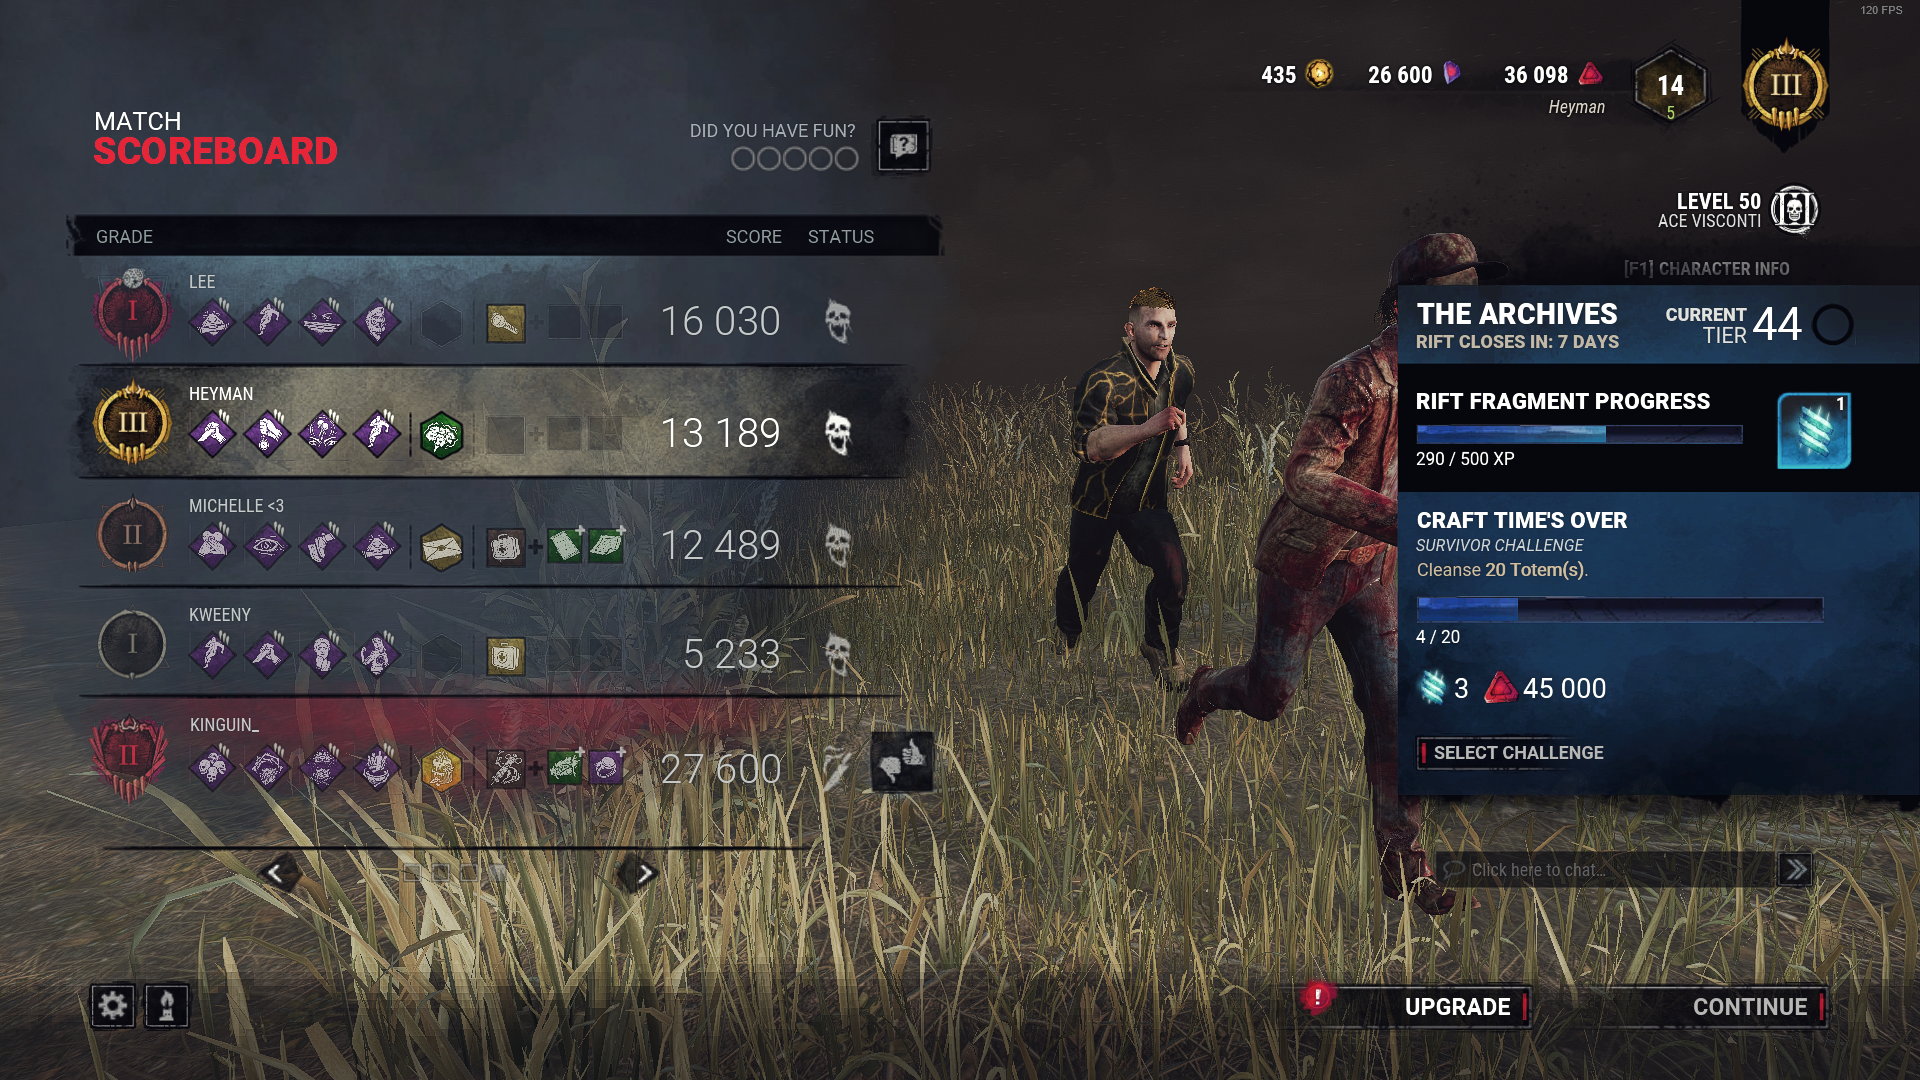 120 FPS
435
26 600
36 098
Heyman
14
5
III
MATCH
SCOREBOARD
DID YOU HAVE FUN?
?
LEVEL 50
ACE VISCONTI
[F1] CHARACTER INFO
GRADE SCORE STATUS
LEE
I
16 030
HEYMAN
III
13 189
MICHELLE <3
II
12 489
KWEENY
I
5 233
KINGUIN_
II
27 600
THE ARCHIVES
RIFT CLOSES IN: 7 DAYS
CURRENT
TIER 44
RIFT FRAGMENT PROGRESS
1
290 / 500 XP
CRAFT TIME'S OVER
SURVIVOR CHALLENGE
Cleanse 20 Totem(s).
4 / 20
3
45 000
SELECT CHALLENGE
Click here to chat...
!
UPGRADE
CONTINUE